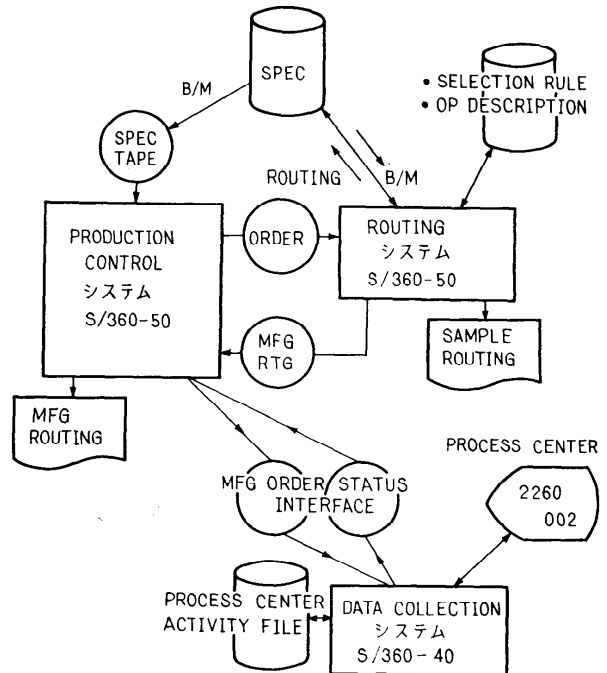 SPEC
• SELECTION RULE
• OP DESCRIPTION
B/M
SPEC
TAPE
ROUTING
B/M
PRODUCTION
CONTROL
システム
S/360-50
ORDER
ROUTING
システム
S/360-50
MFG
RTG
SAMPLE
ROUTING
MFG
ROUTING
MFG ORDER STATUS
INTERFACE
PROCESS CENTER
2260
002
PROCESS CENTER
ACTIVITY FILE
DATA COLLECTION
システム
S/360-40